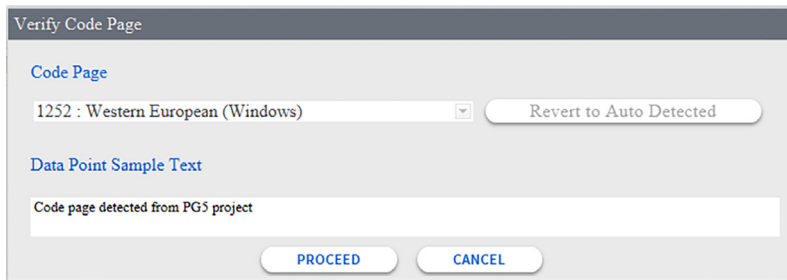 Verify Code Page
Code Page
1252 : Western European (Windows)
Revert to Auto Detected
Data Point Sample Text
Code page detected from PG5 project
PROCEED
CANCEL